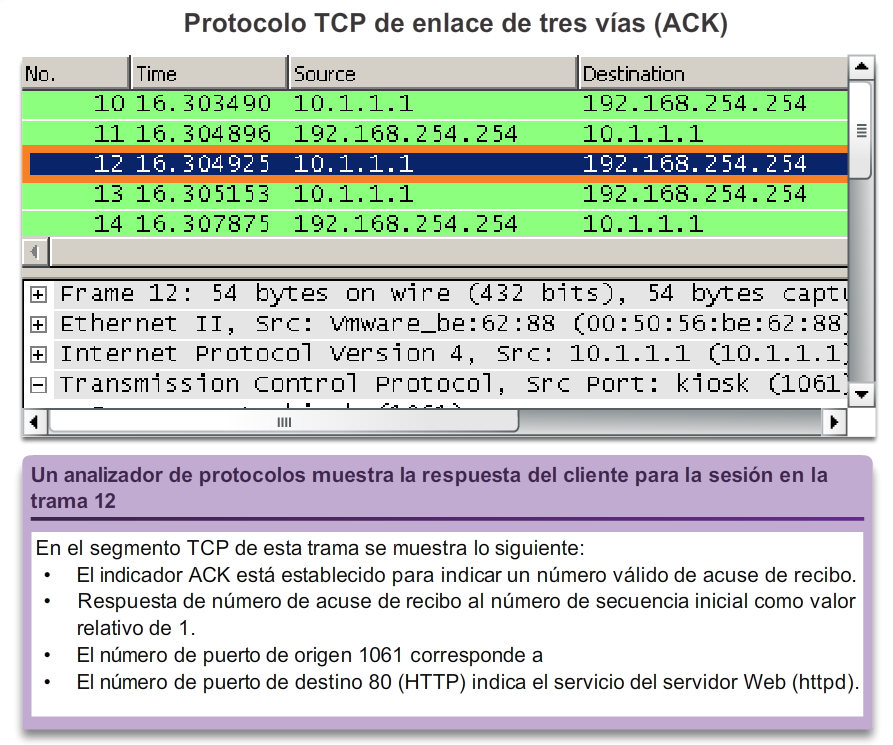 Protocolo TCP de enlace de tres vías (ACK)
No. Time Source Destination
10 16.303490 10.1.1.1 192.168.254.254
11 16.304896 192.168.254.254 10.1.1.1
12 16.304925 10.1.1.1 192.168.254.254
13 16.305153 10.1.1.1 192.168.254.254
14 16.307875 192.168.254.254 10.1.1.1
Frame 12: 54 bytes on wire (432 bits), 54 bytes captu
Ethernet II, Src: Vmware_be:62:88 (00:50:56:be:62:88)
Internet Protocol Version 4, Src: 10.1.1.1 (10.1.1.1)
Transmission Control Protocol, Src Port: kiosk (1061)
Un analizador de protocolos muestra la respuesta del cliente para la sesión en la
trama 12
En el segmento TCP de esta trama se muestra lo siguiente:
• El indicador ACK está establecido para indicar un número válido de acuse de recibo.
• Respuesta de número de acuse de recibo al número de secuencia inicial como valor
relativo de 1.
• El número de puerto de origen 1061 corresponde a
• El número de puerto de destino 80 (HTTP) indica el servicio del servidor Web (httpd).